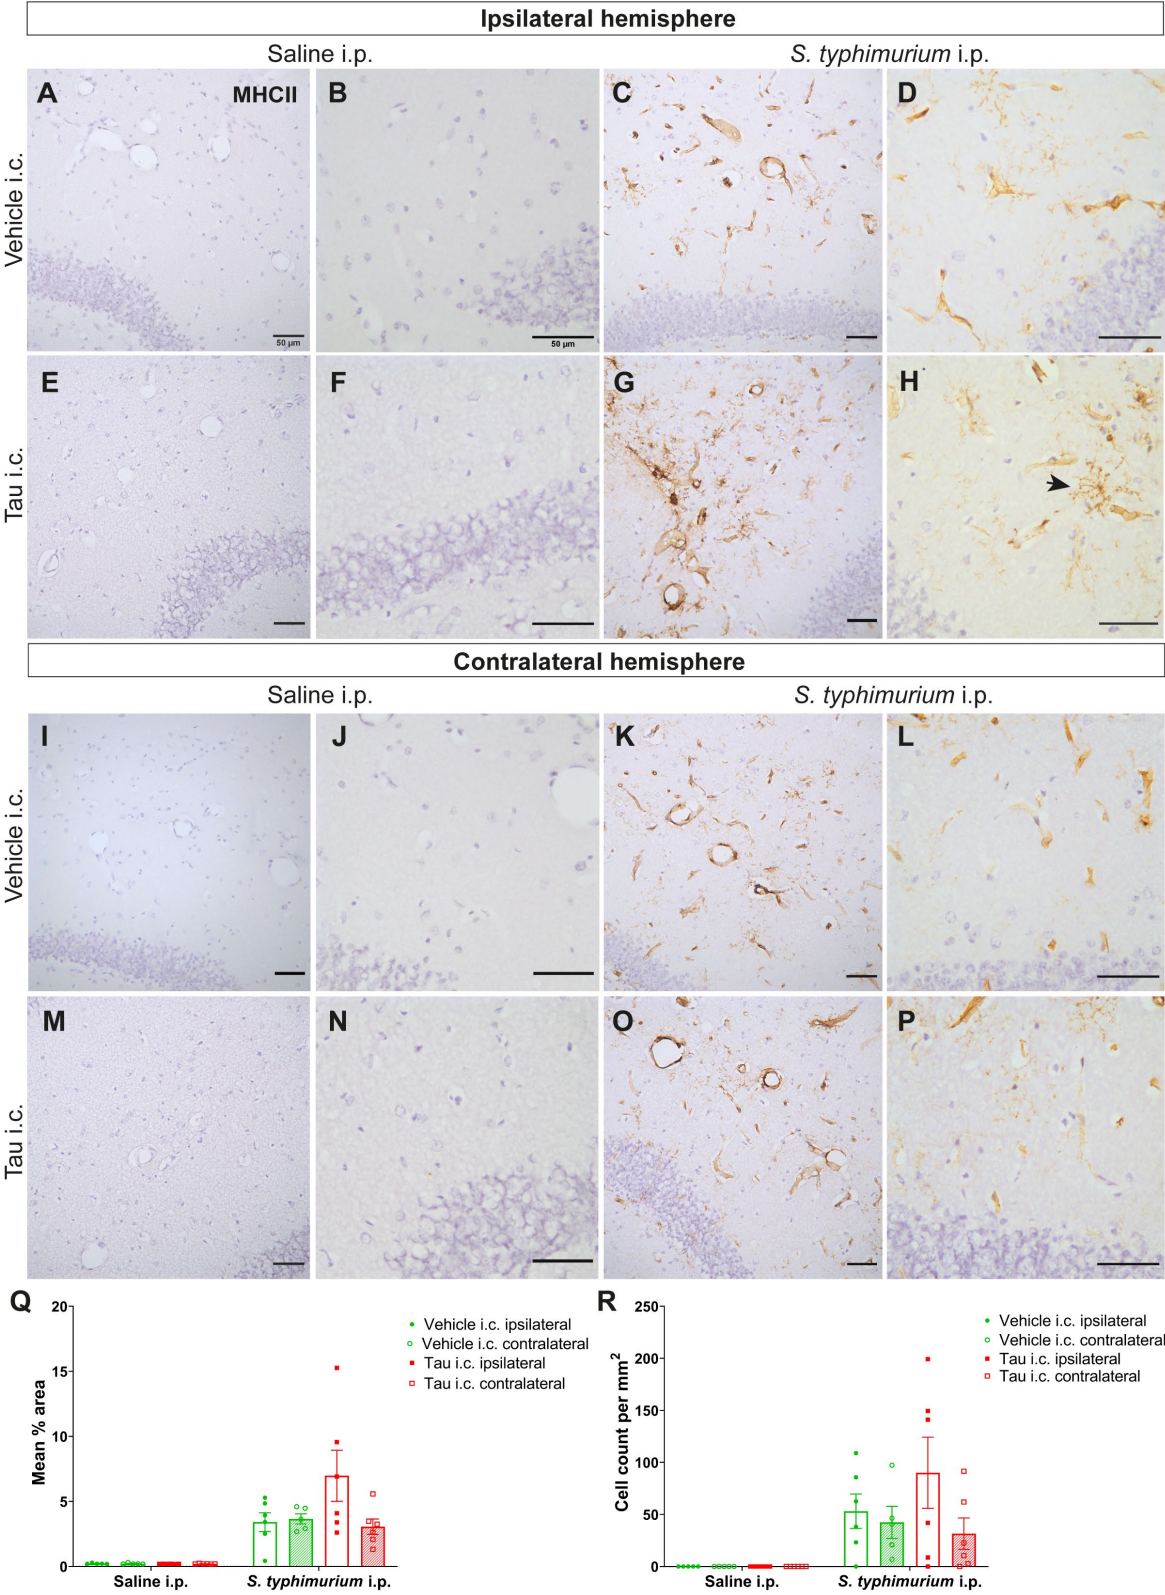 Ipsilateral hemisphere
Saline i.p.
S. typhimurium i.p.
Vehicle i.c.
A
MHCII
B
C
D
50 µm
50 µm
Tau i.c.
E
F
G
H
Contralateral hemisphere
Saline i.p.
S. typhimurium i.p.
Vehicle i.c.
I
J
K
L
Tau i.c.
M
N
O
P
Q
Mean % area
20
15
10
5
0
Saline i.p.
S. typhimurium i.p.
Vehicle i.c. ipsilateral
Vehicle i.c. contralateral
Tau i.c. ipsilateral
Tau i.c. contralateral
R
Cell count per mm²
250
200
150
100
50
0
Saline i.p.
S. typhimurium i.p.
Vehicle i.c. ipsilateral
Vehicle i.c. contralateral
Tau i.c. ipsilateral
Tau i.c. contralateral